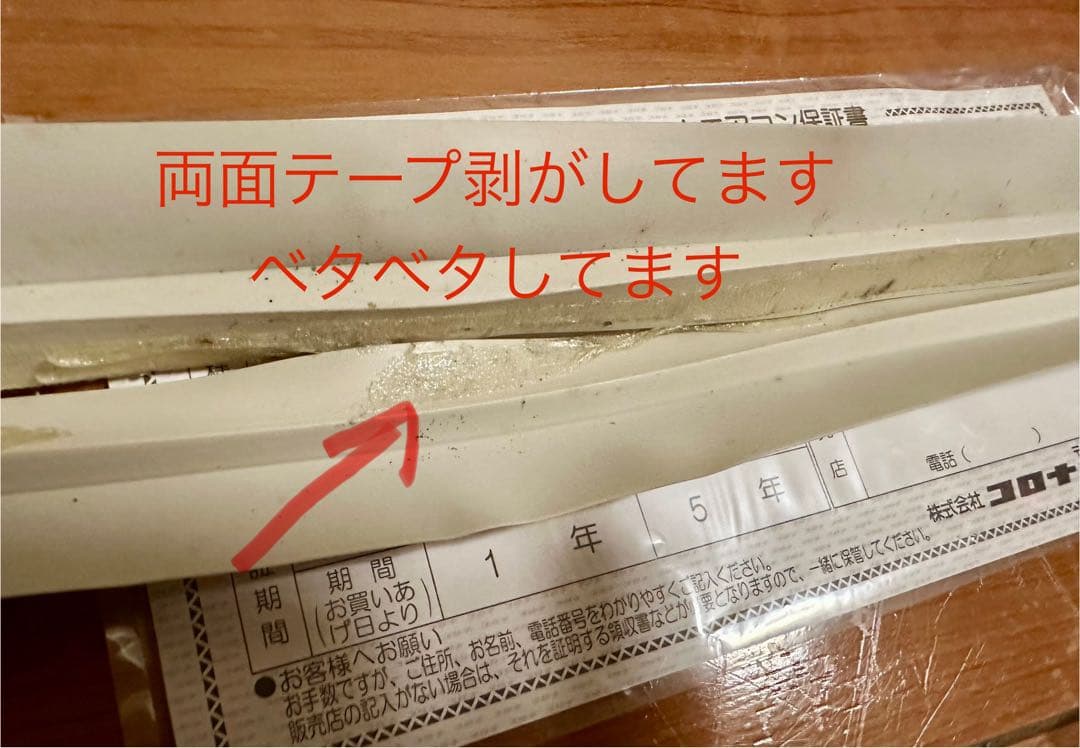 エアコン保証書
両面テープ剥がしてます
ベタベタしてます
様
店
電話（　　　）
株式会社 コロナ
期間
期 間
(お買いあげ日より)
1 年
5 年
●お客様へお願い
お手数ですが、ご住所、お名前、電話番号をわかりやすくご記入ください。
販売店の記入がない場合は、それを証明する領収書などが必要となりますので、一緒に保管してください。